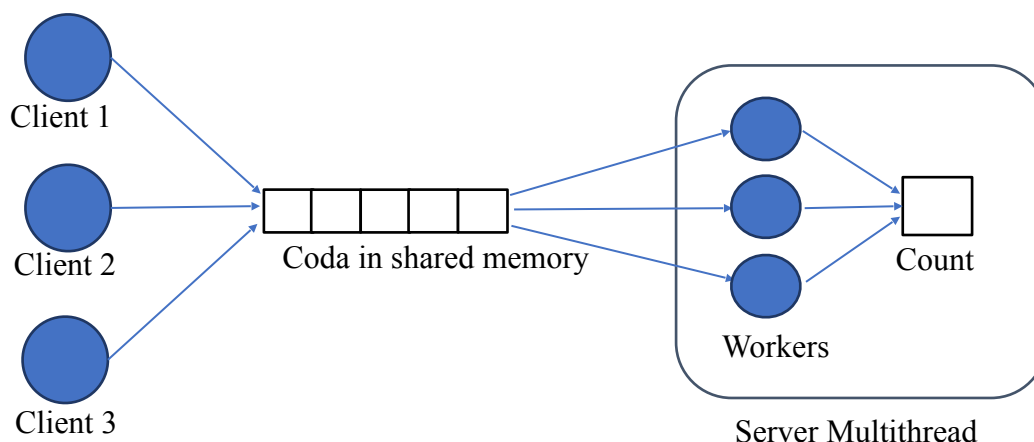 Client 1
Client 2
Client 3
Coda in shared memory
Workers
Count
Server Multithread